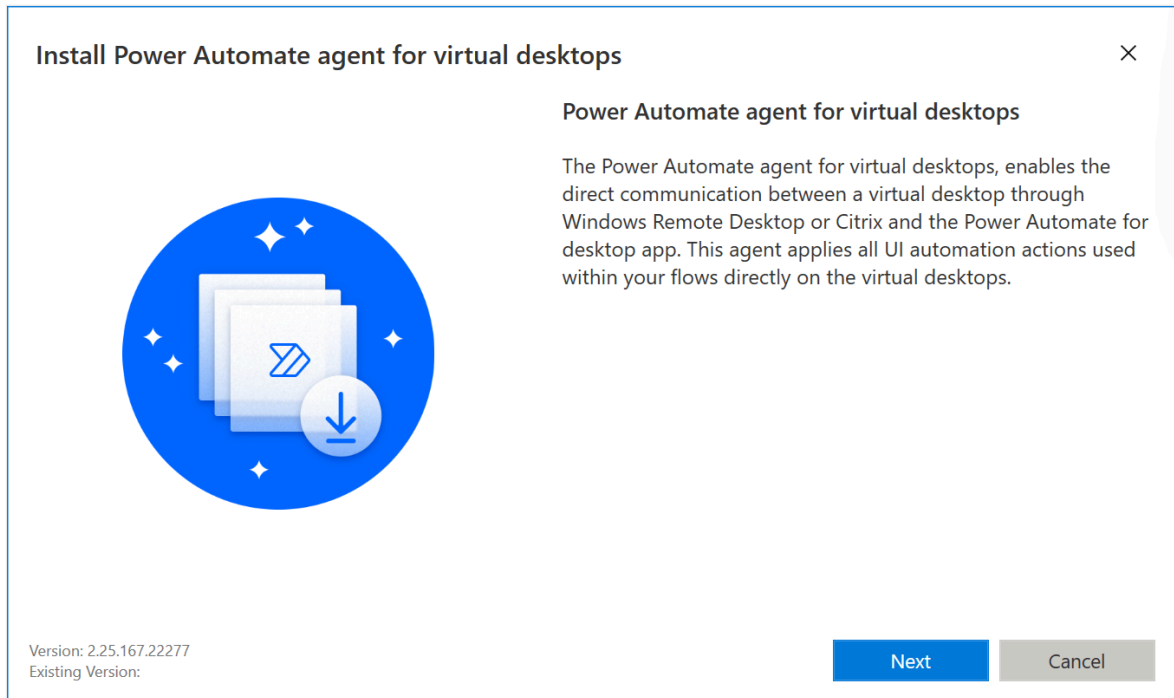 Install Power Automate agent for virtual desktops
Power Automate agent for virtual desktops
The Power Automate agent for virtual desktops, enables the
direct communication between a virtual desktop through
Windows Remote Desktop or Citrix and the Power Automate for
desktop app. This agent applies all UI automation actions used
within your flows directly on the virtual desktops.
Version: 2.25.167.22277
Existing Version:
Next
Cancel